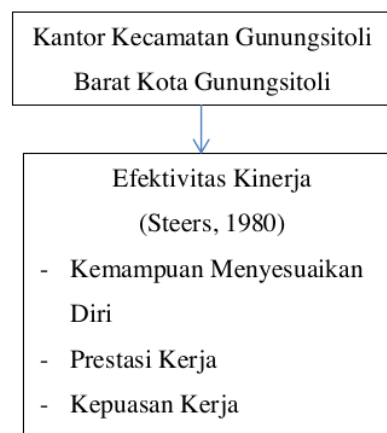 Kantor Kecamatan Gunungsitoli
Barat Kota Gunungsitoli
Efektivitas Kinerja
(Steers, 1980)
- Kemampuan Menyesuaikan
Diri
- Prestasi Kerja
- Kepuasan Kerja